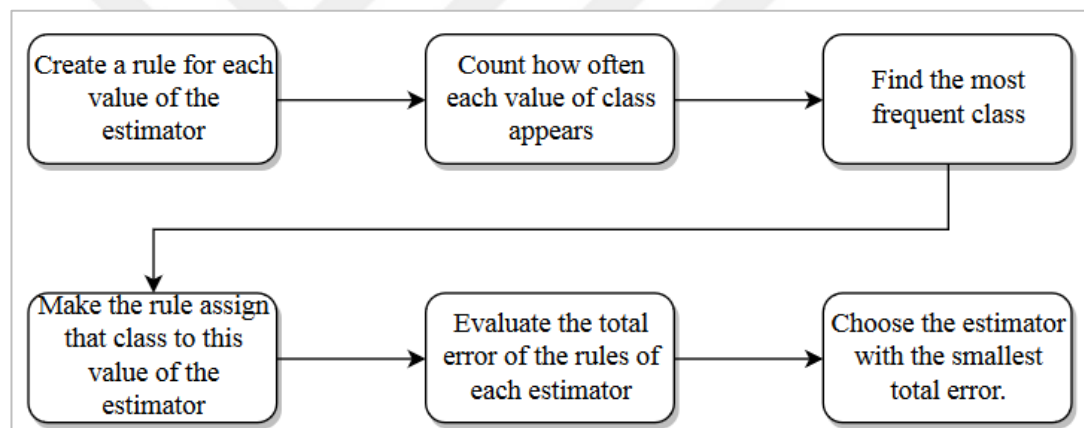 Create a rule for each
value of the
estimator
Count how often
each value of class
appears
Find the most
frequent class
Make the rule assign
that class to this
value of the
estimator
Evaluate the total
error of the rules of
each estimator
Choose the estimator
with the smallest
total error.